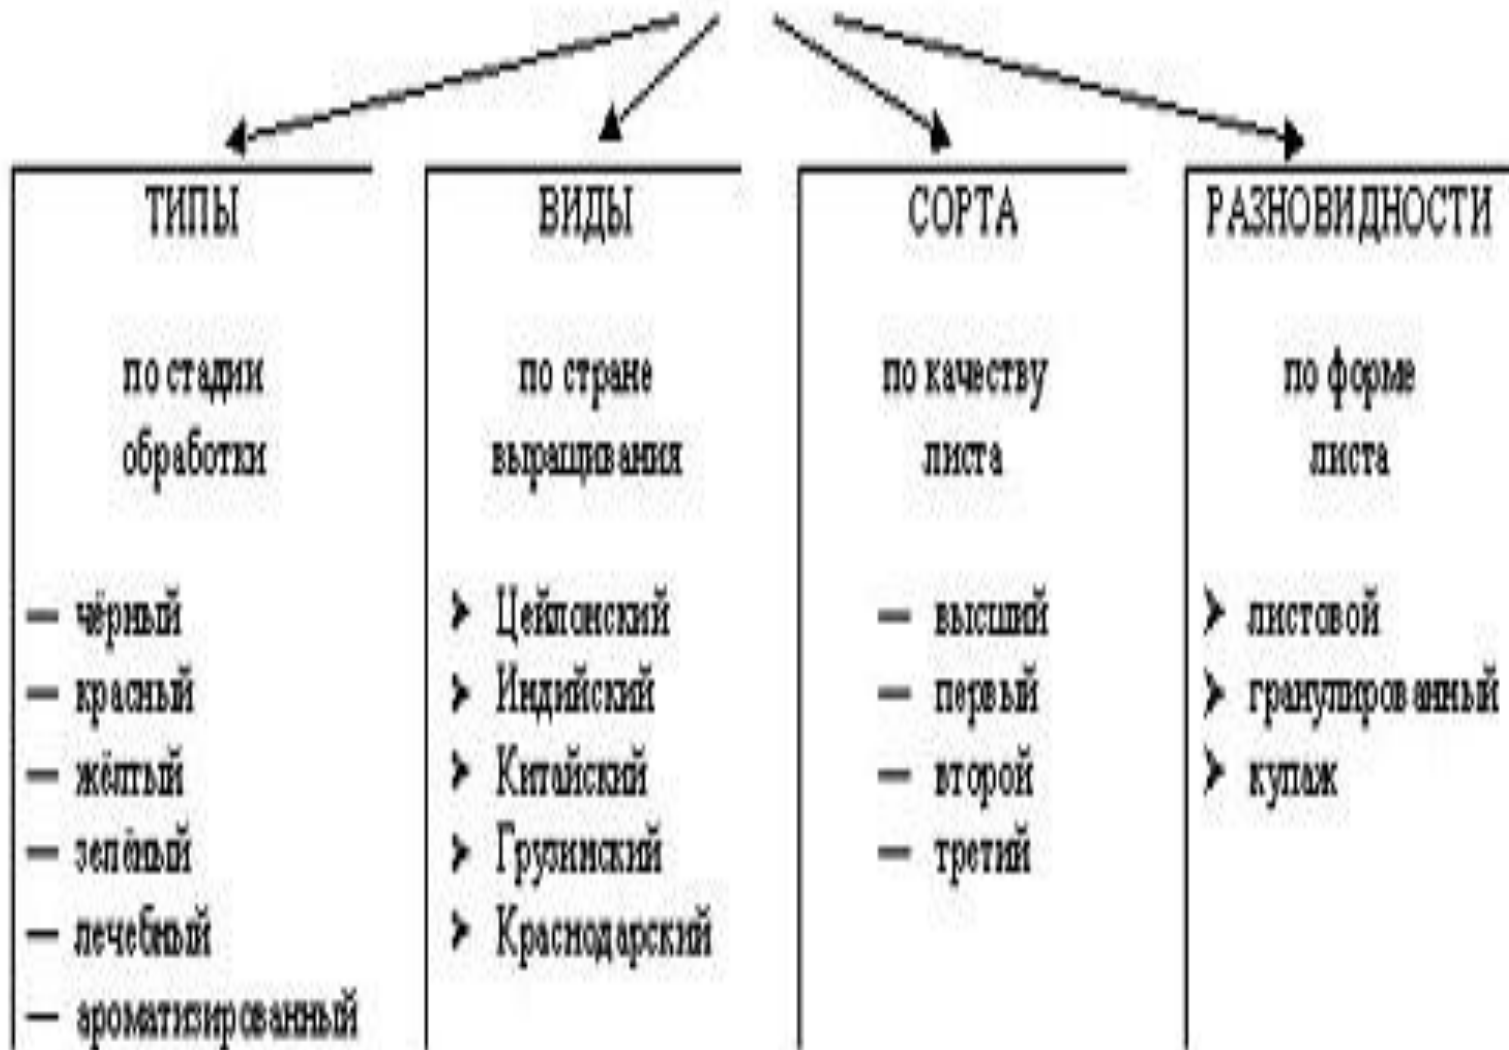 ТИПЫ
по стадии
обработки
— чёрный
— красный
— жёлтый
— зелёный
— лечебный
— ароматизированный
ВИДЫ
по стране
выращивания
➤ Цейлонский
➤ Индийский
➤ Китайский
➤ Грузинский
➤ Краснодарский
СОРТА
по качеству
листа
— высший
— первый
— второй
— третий
РАЗНОВИДНОСТИ
по форме
листа
➤ листовой
➤ гранулированный
➤ купаж